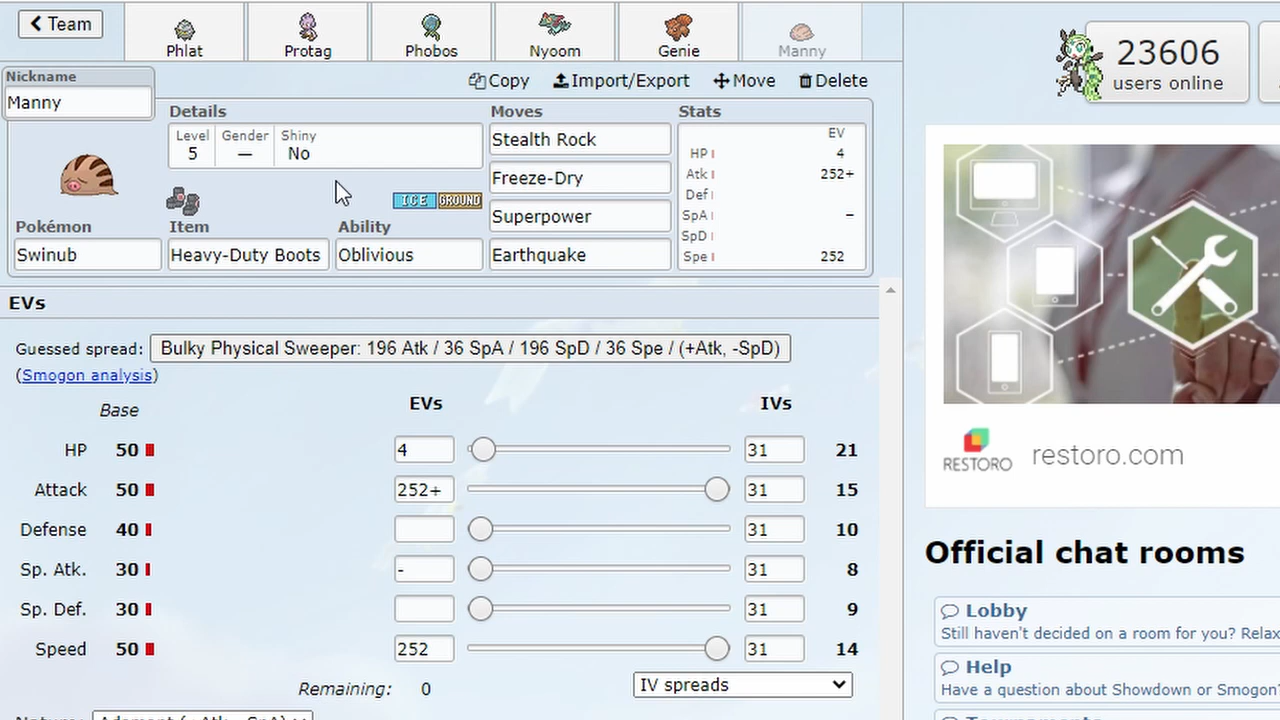 Team
Phlat
Protag
Phobos
Nyoom
Genie
Manny
Nickname
Manny
Copy
Import/Export
Move
Delete
Details
Level
5
Gender
—
Shiny
No
ICE GROUND
Pokémon
Swinub
Item
Heavy-Duty Boots
Ability
Oblivious
Moves
Stealth Rock
Freeze-Dry
Superpower
Earthquake
Stats
EV
HP 4
Atk 252+
Def
SpA –
SpD
Spe 252
EVs
Guessed spread: Bulky Physical Sweeper: 196 Atk / 36 SpA / 196 SpD / 36 Spe / (+Atk, -SpD)
(Smogon analysis)
Base EVs IVs
HP 50 4 31 21
Attack 50 252+ 31 15
Defense 40 31 10
Sp. Atk. 30 - 31 8
Sp. Def. 30 31 9
Speed 50 252 31 14
Remaining: 0
IV spreads
23606
users online
RESTORO
restoro.com
Official chat rooms
Lobby
Still haven't decided on a room for you? Relax
Help
Have a question about Showdown or Smogon?